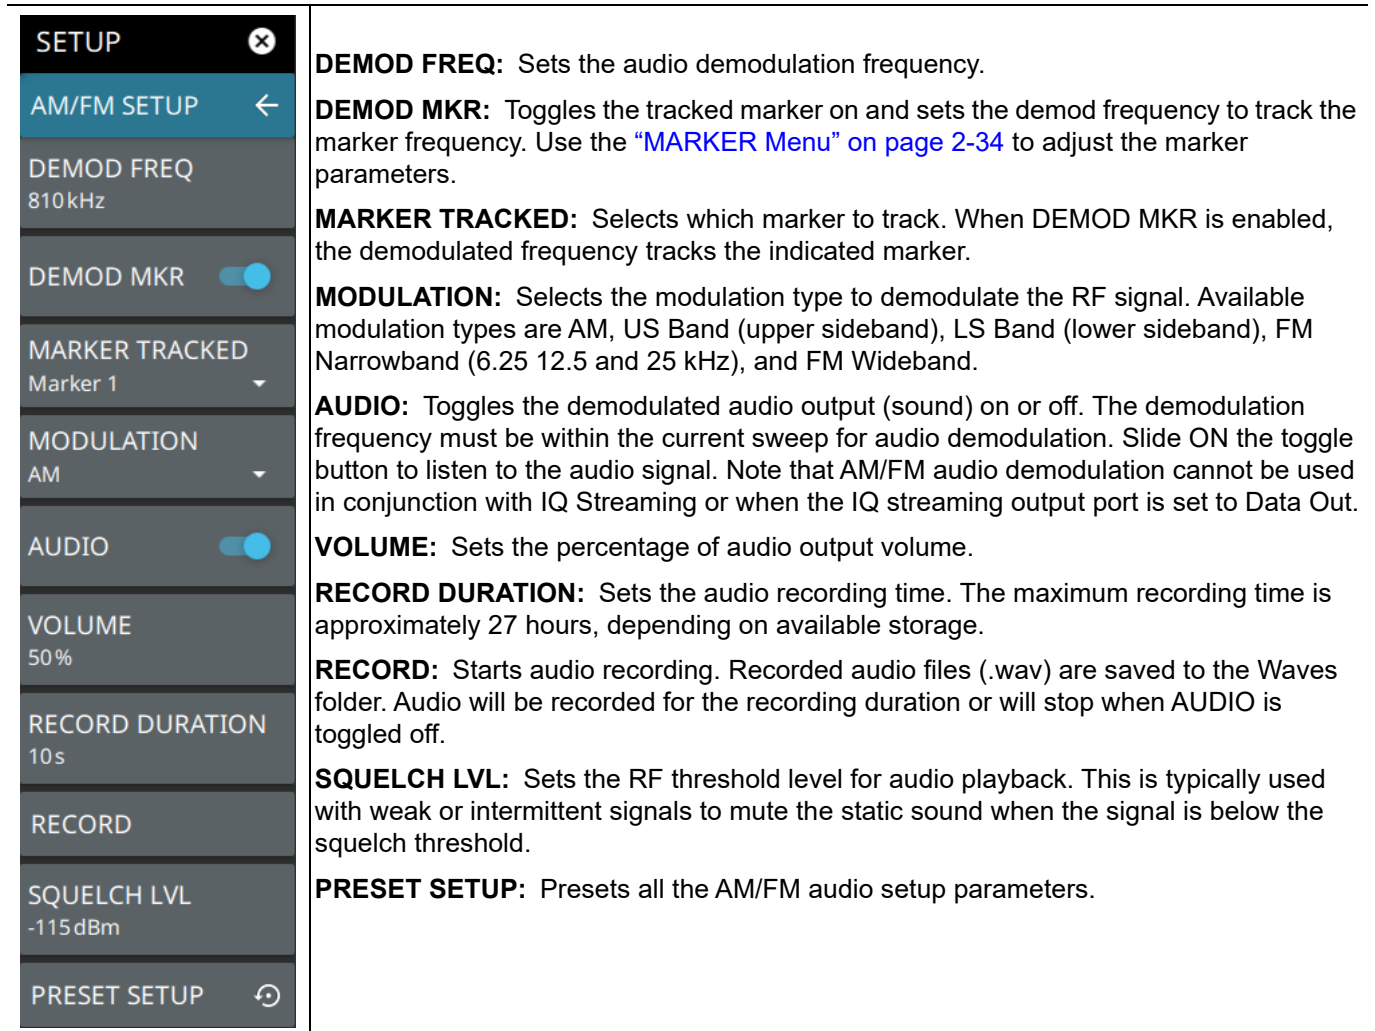 SETUP
AM/FM SETUP
DEMOD FREQ
810 kHz
DEMOD MKR
MARKER TRACKED
Marker 1
MODULATION
AM
AUDIO
VOLUME
50%
RECORD DURATION
10 s
RECORD
SQUELCH LVL
-115 dBm
PRESET SETUP
DEMOD FREQ: Sets the audio demodulation frequency.
DEMOD MKR: Toggles the tracked marker on and sets the demod frequency to track the
marker frequency. Use the “MARKER Menu” on page 2-34 to adjust the marker
parameters.
MARKER TRACKED: Selects which marker to track. When DEMOD MKR is enabled,
the demodulated frequency tracks the indicated marker.
MODULATION: Selects the modulation type to demodulate the RF signal. Available
modulation types are AM, US Band (upper sideband), LS Band (lower sideband), FM
Narrowband (6.25 12.5 and 25 kHz), and FM Wideband.
AUDIO: Toggles the demodulated audio output (sound) on or off. The demodulation
frequency must be within the current sweep for audio demodulation. Slide ON the toggle
button to listen to the audio signal. Note that AM/FM audio demodulation cannot be used
in conjunction with IQ Streaming or when the IQ streaming output port is set to Data Out.
VOLUME: Sets the percentage of audio output volume.
RECORD DURATION: Sets the audio recording time. The maximum recording time is
approximately 27 hours, depending on available storage.
RECORD: Starts audio recording. Recorded audio files (.wav) are saved to the Waves
folder. Audio will be recorded for the recording duration or will stop when AUDIO is
toggled off.
SQUELCH LVL: Sets the RF threshold level for audio playback. This is typically used
with weak or intermittent signals to mute the static sound when the signal is below the
squelch threshold.
PRESET SETUP: Presets all the AM/FM audio setup parameters.